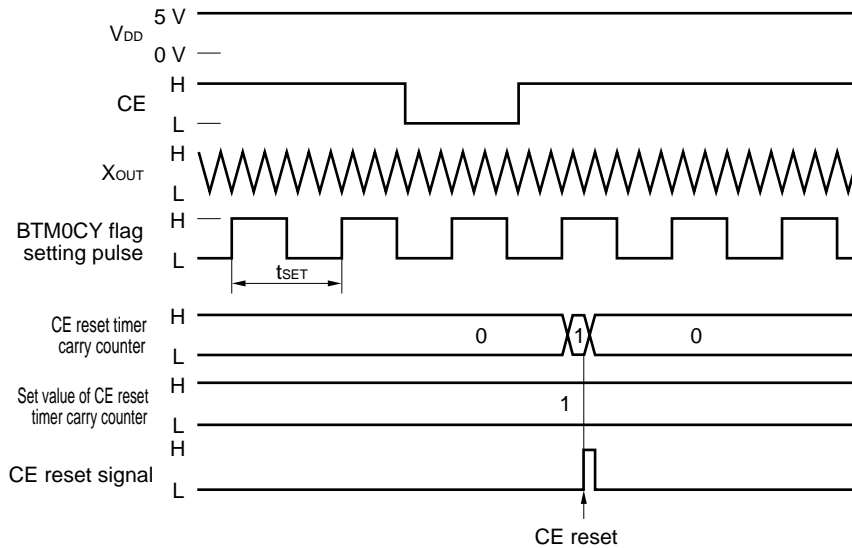 5 V
VDD
0 V
H
CE
L
H
XOUT
L
BTM0CY flag
setting pulse
H
L
tSET
H
CE reset timer
carry counter
L
0
1
0
H
Set value of CE reset
timer carry counter
L
1
H
CE reset signal
L
CE reset